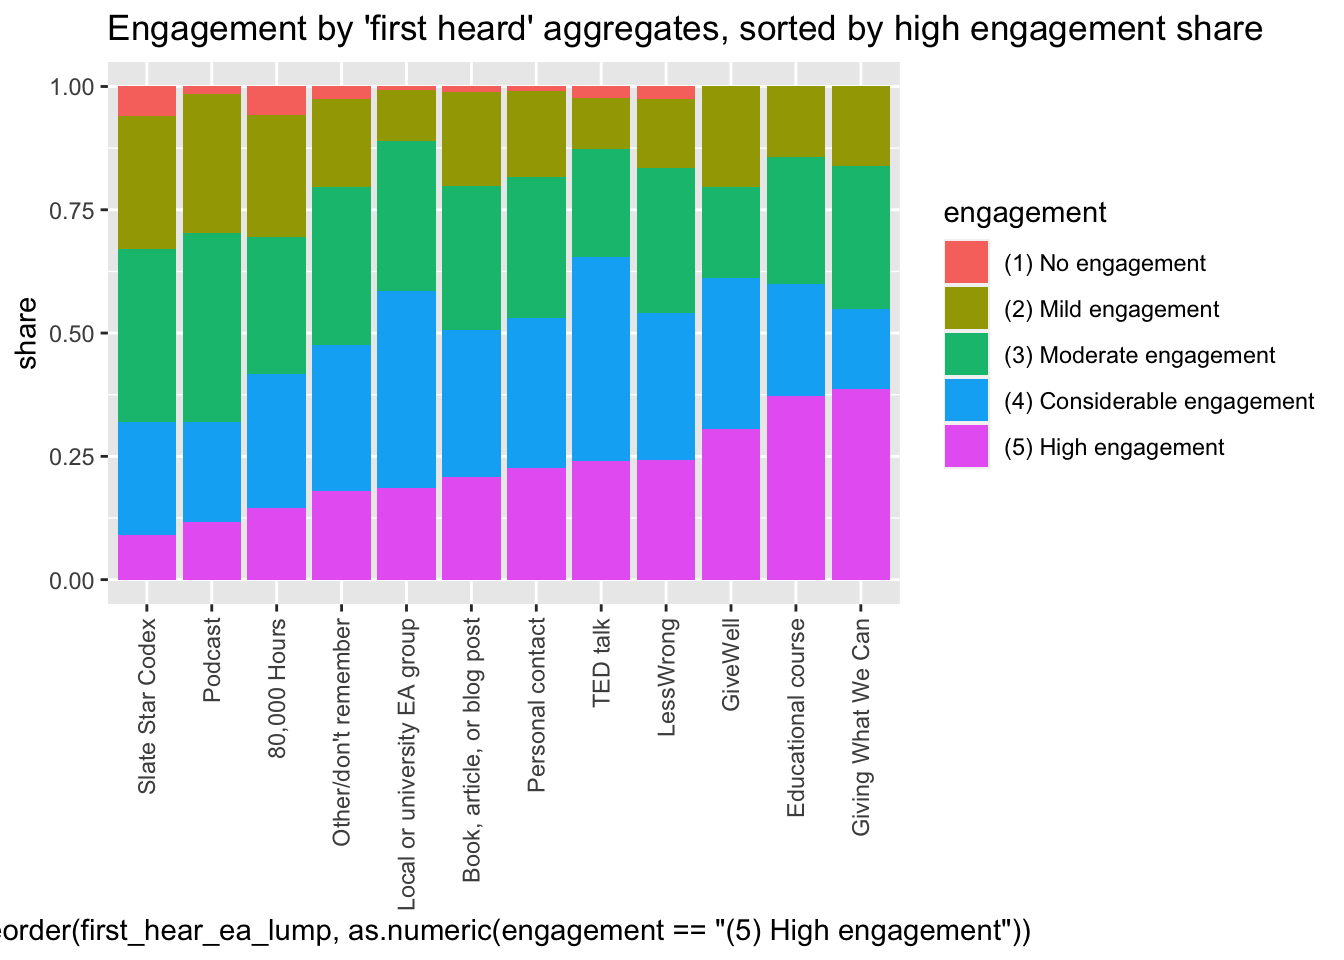 Engagement by 'first heard' aggregates, sorted by high engagement share
share
1.00
0.75
0.50
0.25
0.00
Slate Star Codex
Podcast
80,000 Hours
Other/don't remember
Local or university EA group
Book, article, or blog post
Personal contact
TED talk
LessWrong
GiveWell
Educational course
Giving What We Can
eorder(first_hear_ea_lump, as.numeric(engagement == "(5) High engagement"))
engagement
(1) No engagement
(2) Mild engagement
(3) Moderate engagement
(4) Considerable engagement
(5) High engagement